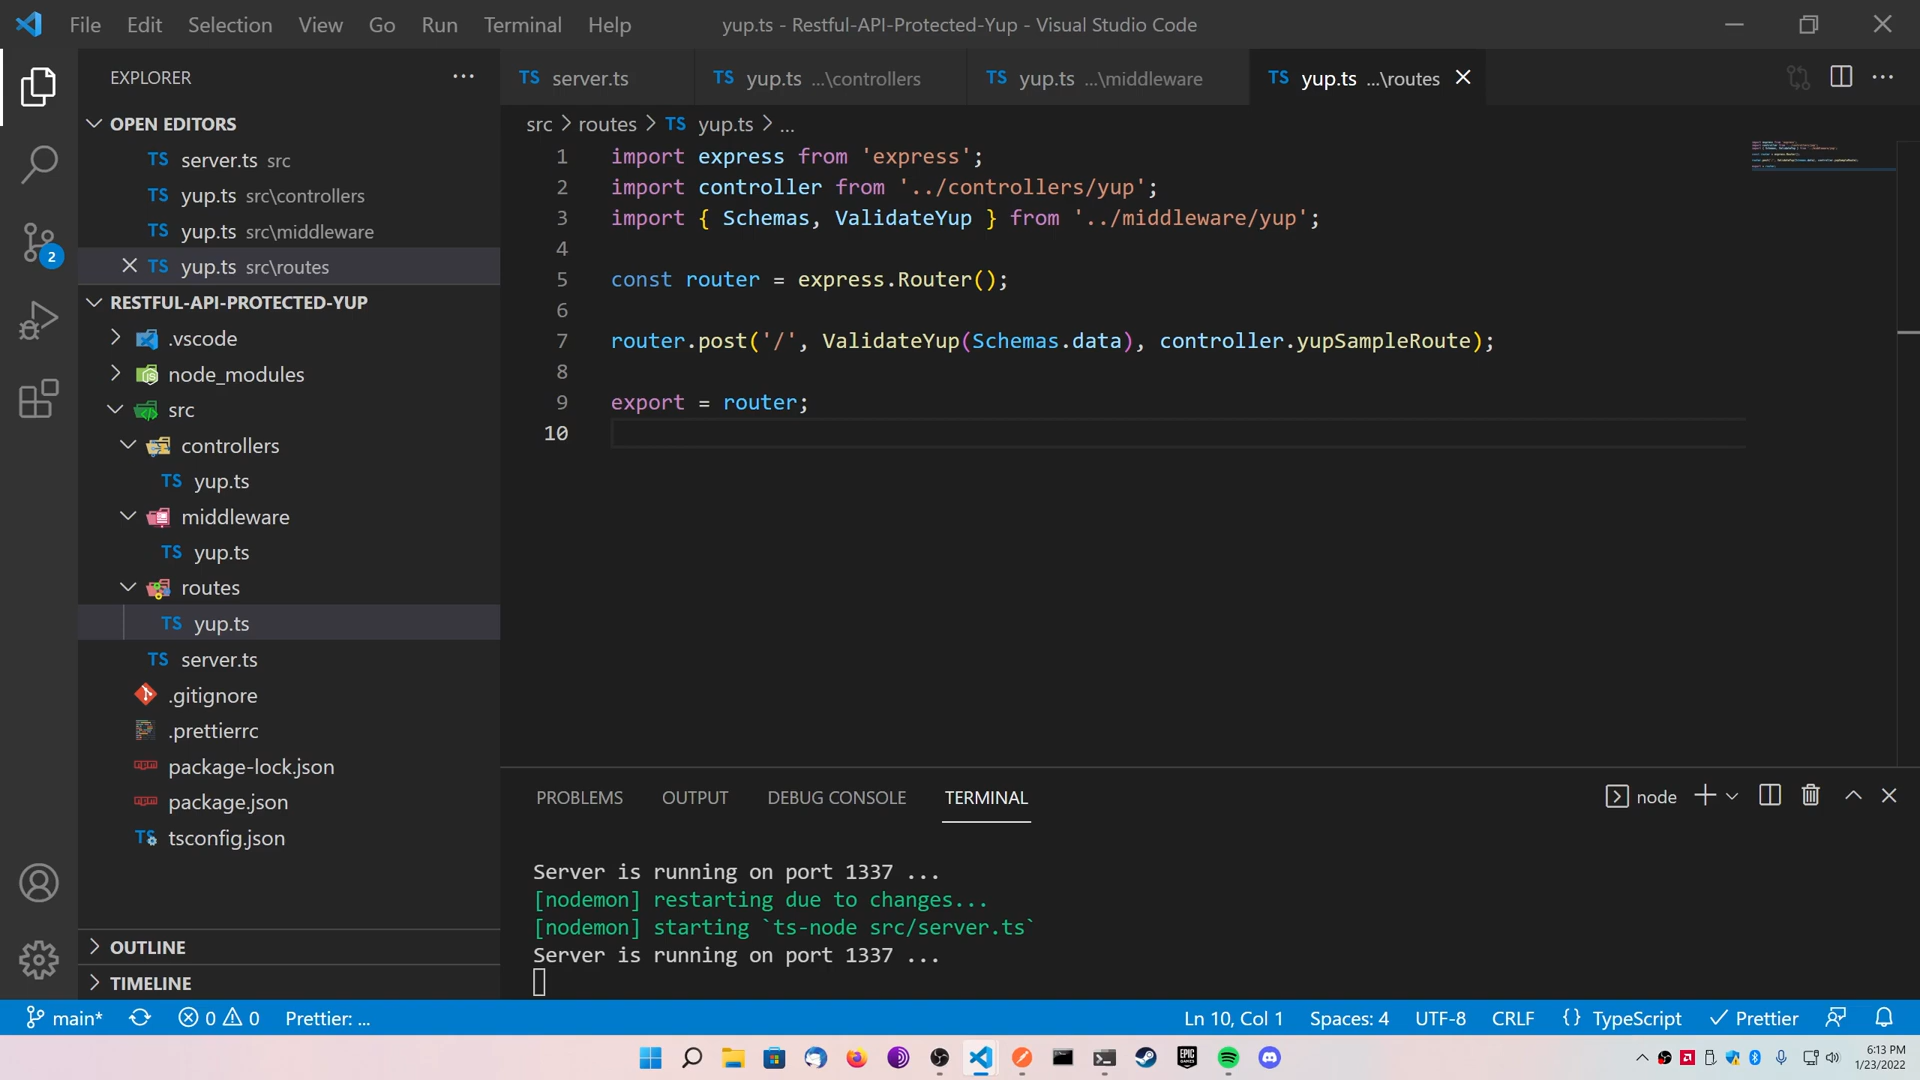 File Edit Selection View Go Run Terminal Help
yup.ts - Restful-API-Protected-Yup - Visual Studio Code
EXPLORER
TS server.ts
TS yup.ts ...\controllers
TS yup.ts ...\middleware
TS yup.ts ...\routes
OPEN EDITORS
TS server.ts src
TS yup.ts src\controllers
TS yup.ts src\middleware
TS yup.ts src\routes
RESTFUL-API-PROTECTED-YUP
.vscode
node_modules
src
controllers
TS yup.ts
middleware
TS yup.ts
routes
TS yup.ts
TS server.ts
.gitignore
.prettierrc
package-lock.json
package.json
tsconfig.json
OUTLINE
TIMELINE
2
src > routes > TS yup.ts > ...
1 import express from 'express';
2 import controller from '../controllers/yup';
3 import { Schemas, ValidateYup } from '../middleware/yup';
4
5 const router = express.Router();
6
7 router.post('/', ValidateYup(Schemas.data), controller.yupSampleRoute);
8
9 export = router;
10
PROBLEMS OUTPUT DEBUG CONSOLE TERMINAL
node
Server is running on port 1337 ...
[nodemon] restarting due to changes...
[nodemon] starting `ts-node src/server.ts`
Server is running on port 1337 ...
main* 0 0 Prettier: ...
Ln 10, Col 1 Spaces: 4 UTF-8 CRLF {} TypeScript Prettier
EPIC GAMES
6:13 PM
1/23/2022